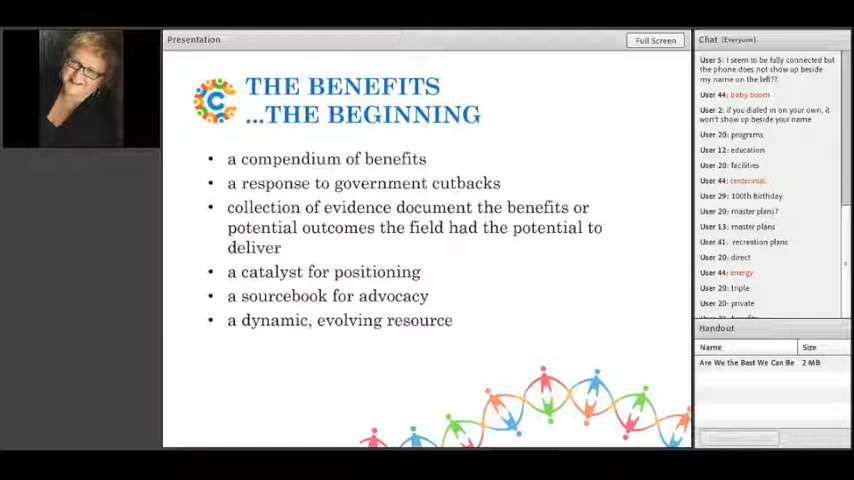 Presentation
Full Screen
THE BENEFITS
...THE BEGINNING
• a compendium of benefits
• a response to government cutbacks
• collection of evidence document the benefits or
potential outcomes the field had the potential to
deliver
• a catalyst for positioning
• a sourcebook for advocacy
• a dynamic, evolving resource
Chat (Everyone)
User 5: I seem to be fully connected but
the phone does not show up beside
my name on the left??.
User 44: baby boom
User 2: if you dialed in on your own, it
won't show up beside your name
User 20: programs
User 12: education
User 20: facilities
User 44: centennial.
User 29: 100th Birthday.
User 20: master plans?
User 13: master plans
User 41: recreation plans
User 20: direct
User 44: energy
User 20: triple
User 20: private
Handout
Name Size
Are We the Best We Can Be 2 MB